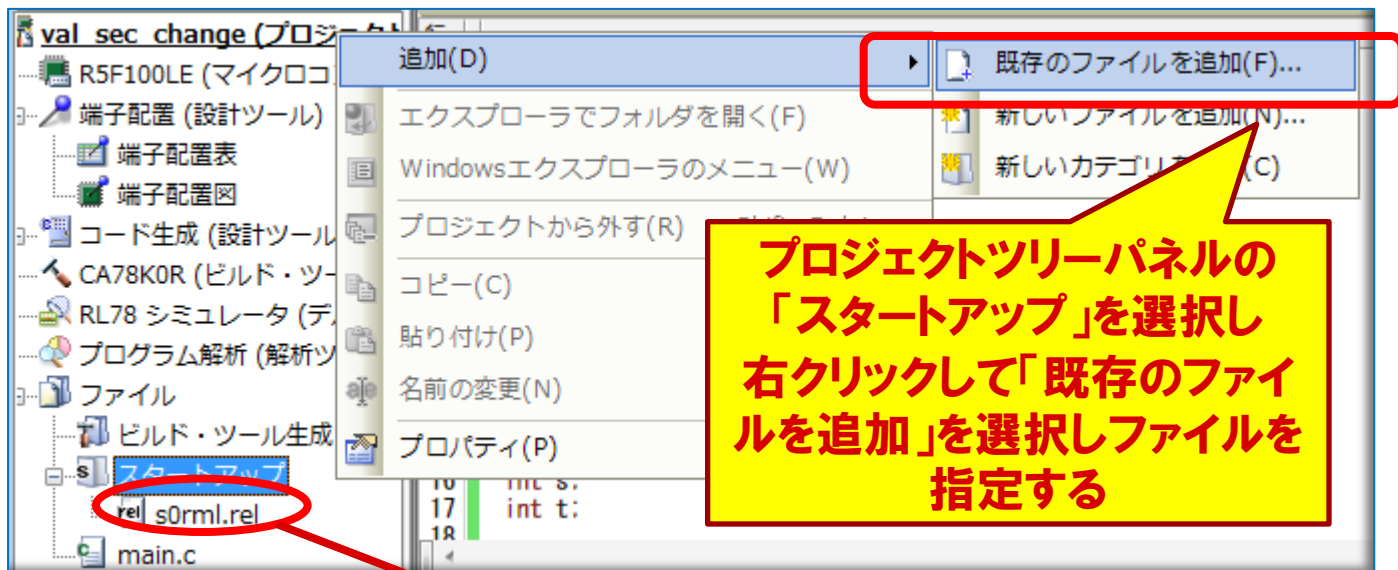 val_sec_change (プロジェクト
R5F100LE (マイクロコ
端子配置 (設計ツール)
端子配置表
端子配置図
コード生成 (設計ツール
CA78K0R (ビルド・ツー
RL78 シミュレータ (デ
プログラム解析 (解析ツ
ファイル
ビルド・ツール生成
スタートアップ
s0rml.rel
main.c
追加(D)
エクスプローラでフォルダを開く(F)
Windowsエクスプローラのメニュー(W)
プロジェクトから外す(R)
コピー(C)
貼り付け(P)
名前の変更(N)
プロパティ(P)
既存のファイルを追加(F)...
新しいファイルを追加(N)...
新しいカテゴリ (C)
プロジェクトツリーパネルの
「スタートアップ」を選択し
右クリックして「既存のファイ
ルを追加」を選択しファイルを
指定する
16 int s;
17 int t;
18